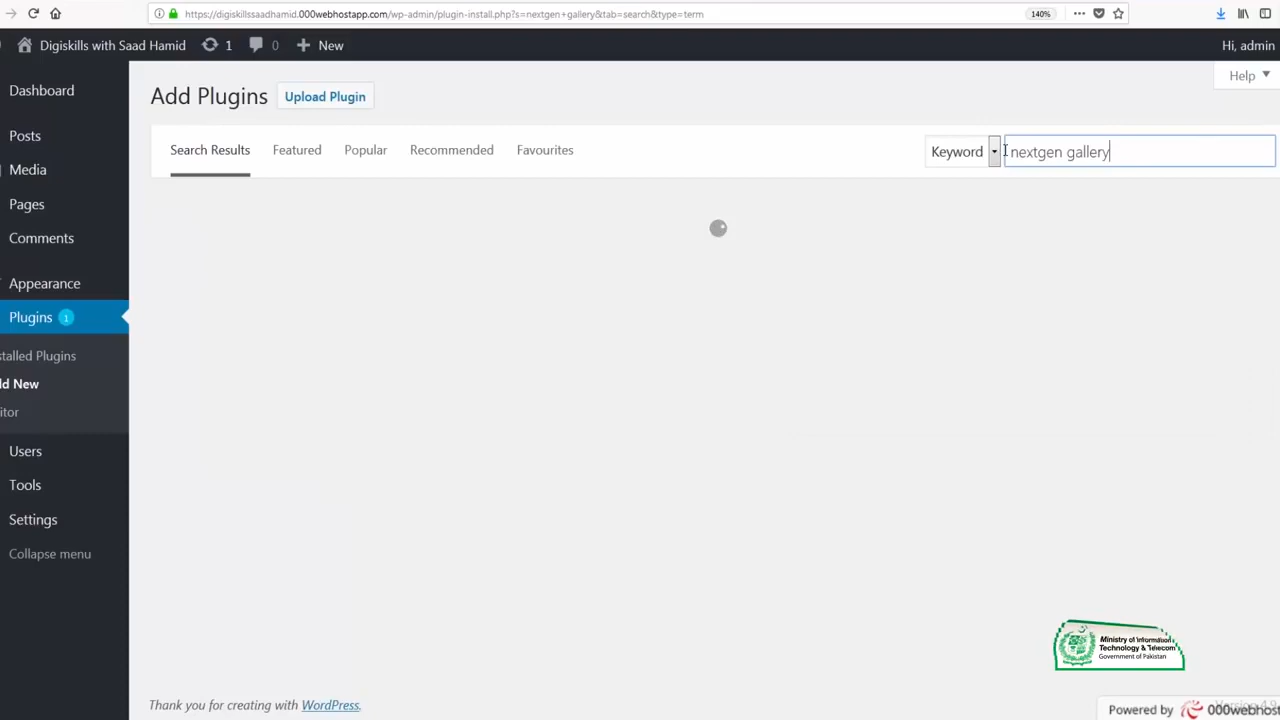 https://digiskillssaadhamid.000webhostapp.com/wp-admin/plugin-install.php?s=nextgen+gallery&tab=search&type=term
140%
Digiskills with Saad Hamid
1
0
New
Hi, admin
Dashboard
Posts
Media
Pages
Comments
Appearance
Plugins 1
stalled Plugins
dd New
itor
Users
Tools
Settings
Collapse menu
Help
Add Plugins
Upload Plugin
Search Results
Featured
Popular
Recommended
Favourites
Keyword
nextgen gallery
Ministry of Information
Technology & Telecom
Government of Pakistan
Thank you for creating with WordPress.
Powered by 000webhost